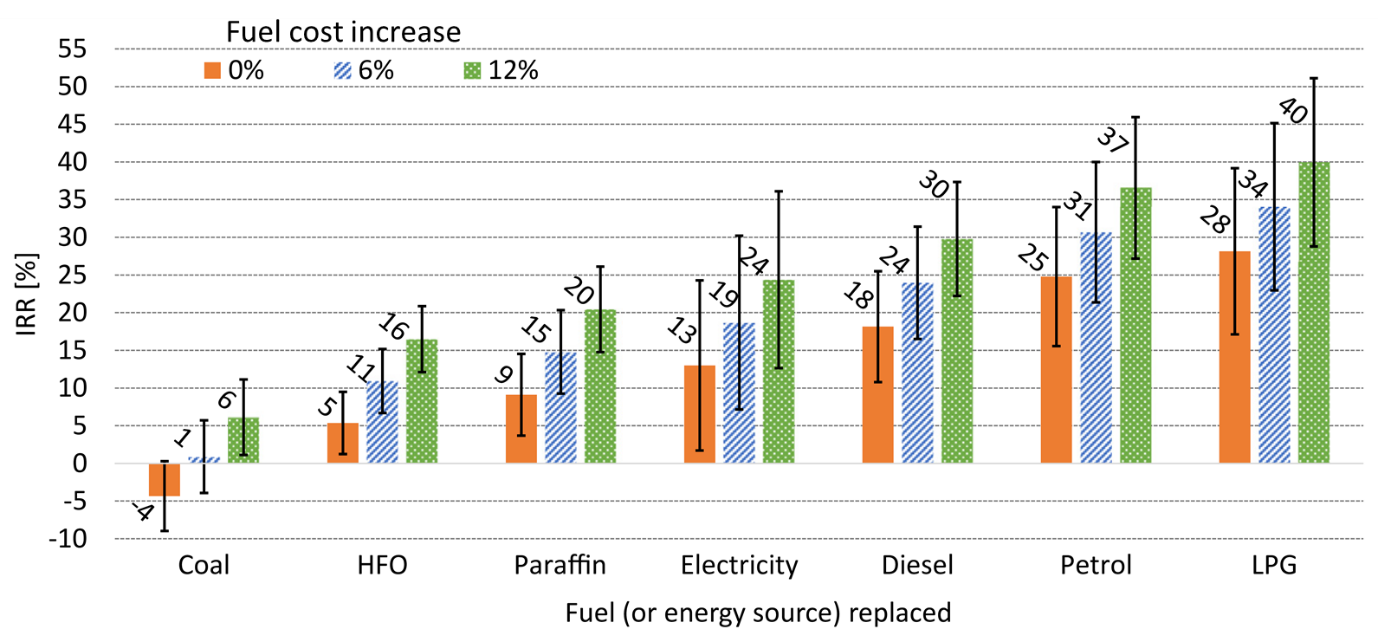 Fuel cost increase
0% 6% 12%
IRR [%]
55
50
45
40
35
30
25
20
15
10
5
0
-5
-10
-4 1 6
5 11 16
9 15 20
13 19 24
18 24 30
25 31 37
28 34 40
Coal HFO Paraffin Electricity Diesel Petrol LPG
Fuel (or energy source) replaced